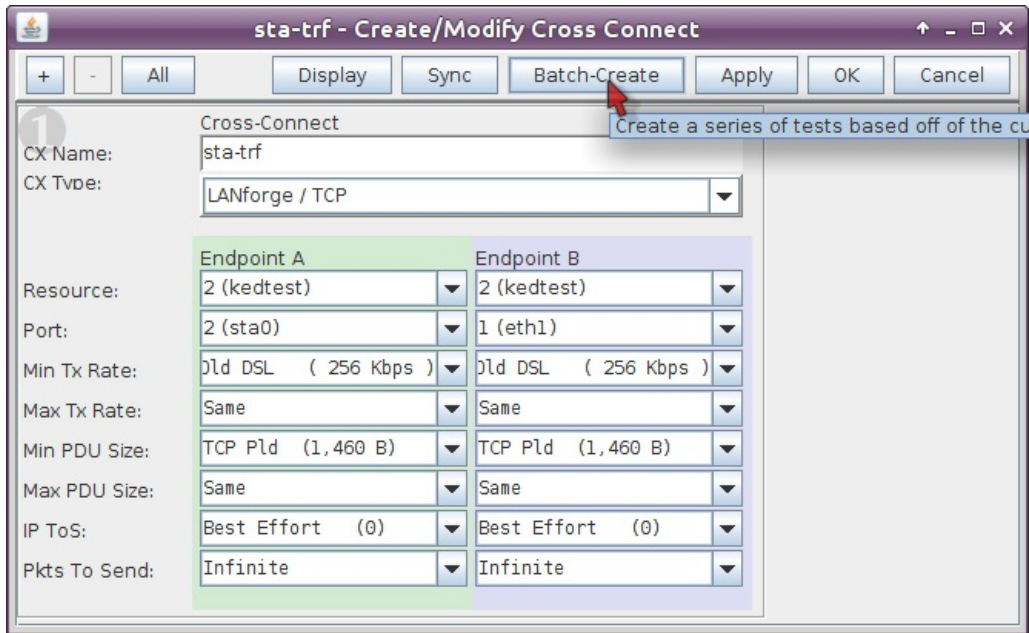 sta-trf - Create/Modify Cross Connect
+ - All Display Sync Batch-Create Apply OK Cancel
1 Cross-Connect
Create a series of tests based off of the cu
CX Name: sta-trf
CX Type: LANforge / TCP
Endpoint A Endpoint B
Resource: 2 (kedtest) 2 (kedtest)
Port: 2 (sta0) 1 (eth1)
Min Tx Rate: Old DSL ( 256 Kbps ) Old DSL ( 256 Kbps )
Max Tx Rate: Same Same
Min PDU Size: TCP Pld (1,460 B) TCP Pld (1,460 B)
Max PDU Size: Same Same
IP ToS: Best Effort (0) Best Effort (0)
Pkts To Send: Infinite Infinite